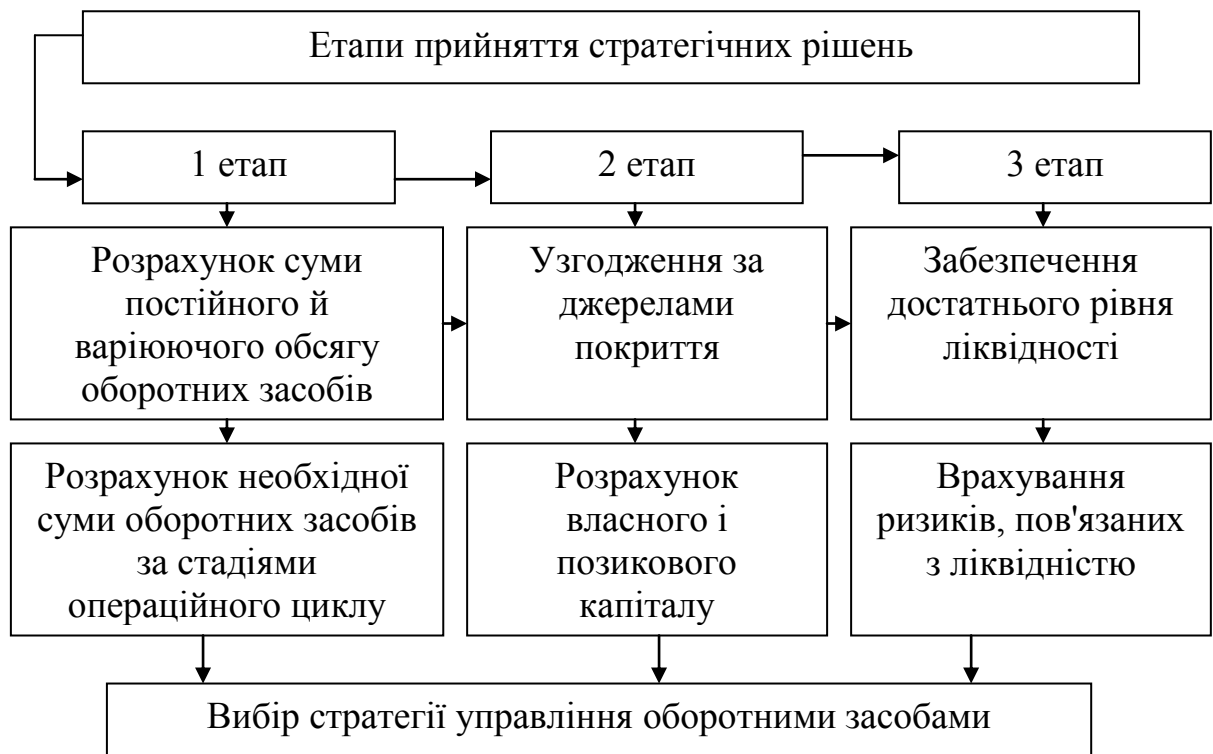 Етапи прийняття стратегічних рішень
1 етап
2 етап
3 етап
Розрахунок суми
постійного й
варіюючого обсягу
оборотних засобів
Узгодження за
джерелами
покриття
Забезпечення
достатнього рівня
ліквідності
Розрахунок необхідної
суми оборотних засобів
за стадіями
операційного циклу
Розрахунок
власного і
позикового
капіталу
Врахування
ризиків, пов'язаних
з ліквідністю
Вибір стратегії управління оборотними засобами